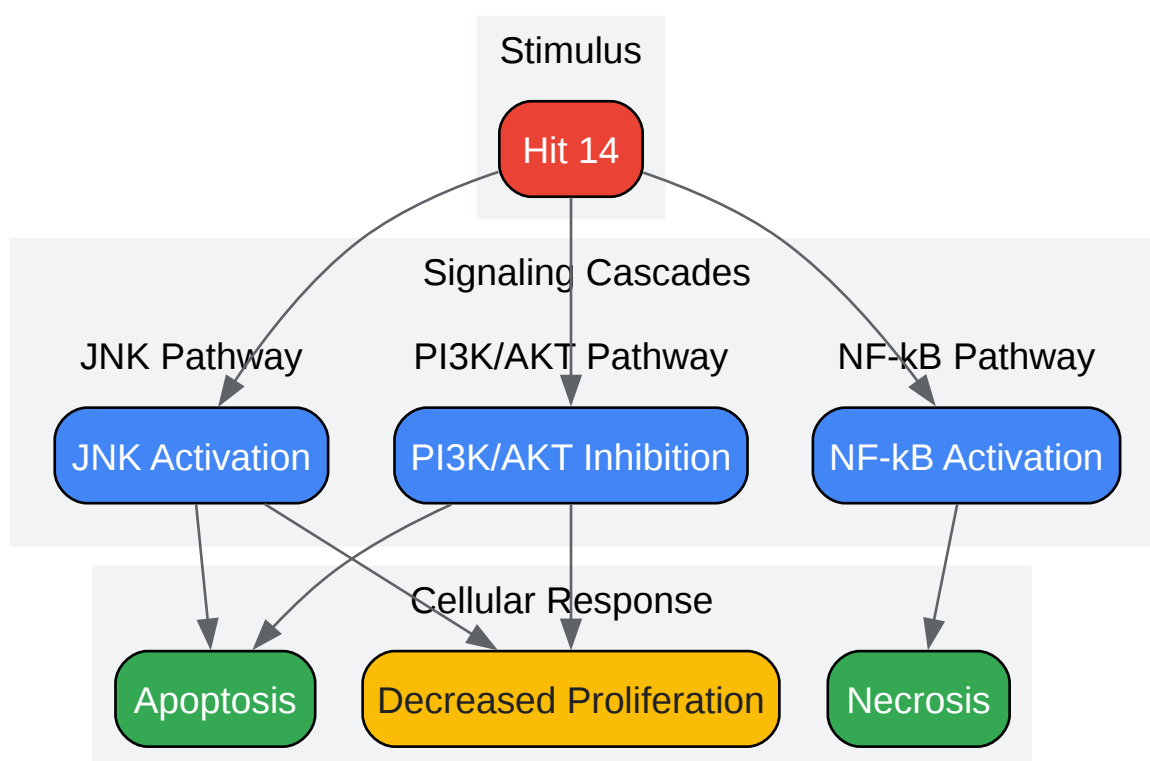 Stimulus
Hit 14
Signaling Cascades
JNK Pathway
PI3K/AKT Pathway
NF-kB Pathway
JNK Activation
PI3K/AKT Inhibition
NF-kB Activation
Cellular Response
Apoptosis
Decreased Proliferation
Necrosis